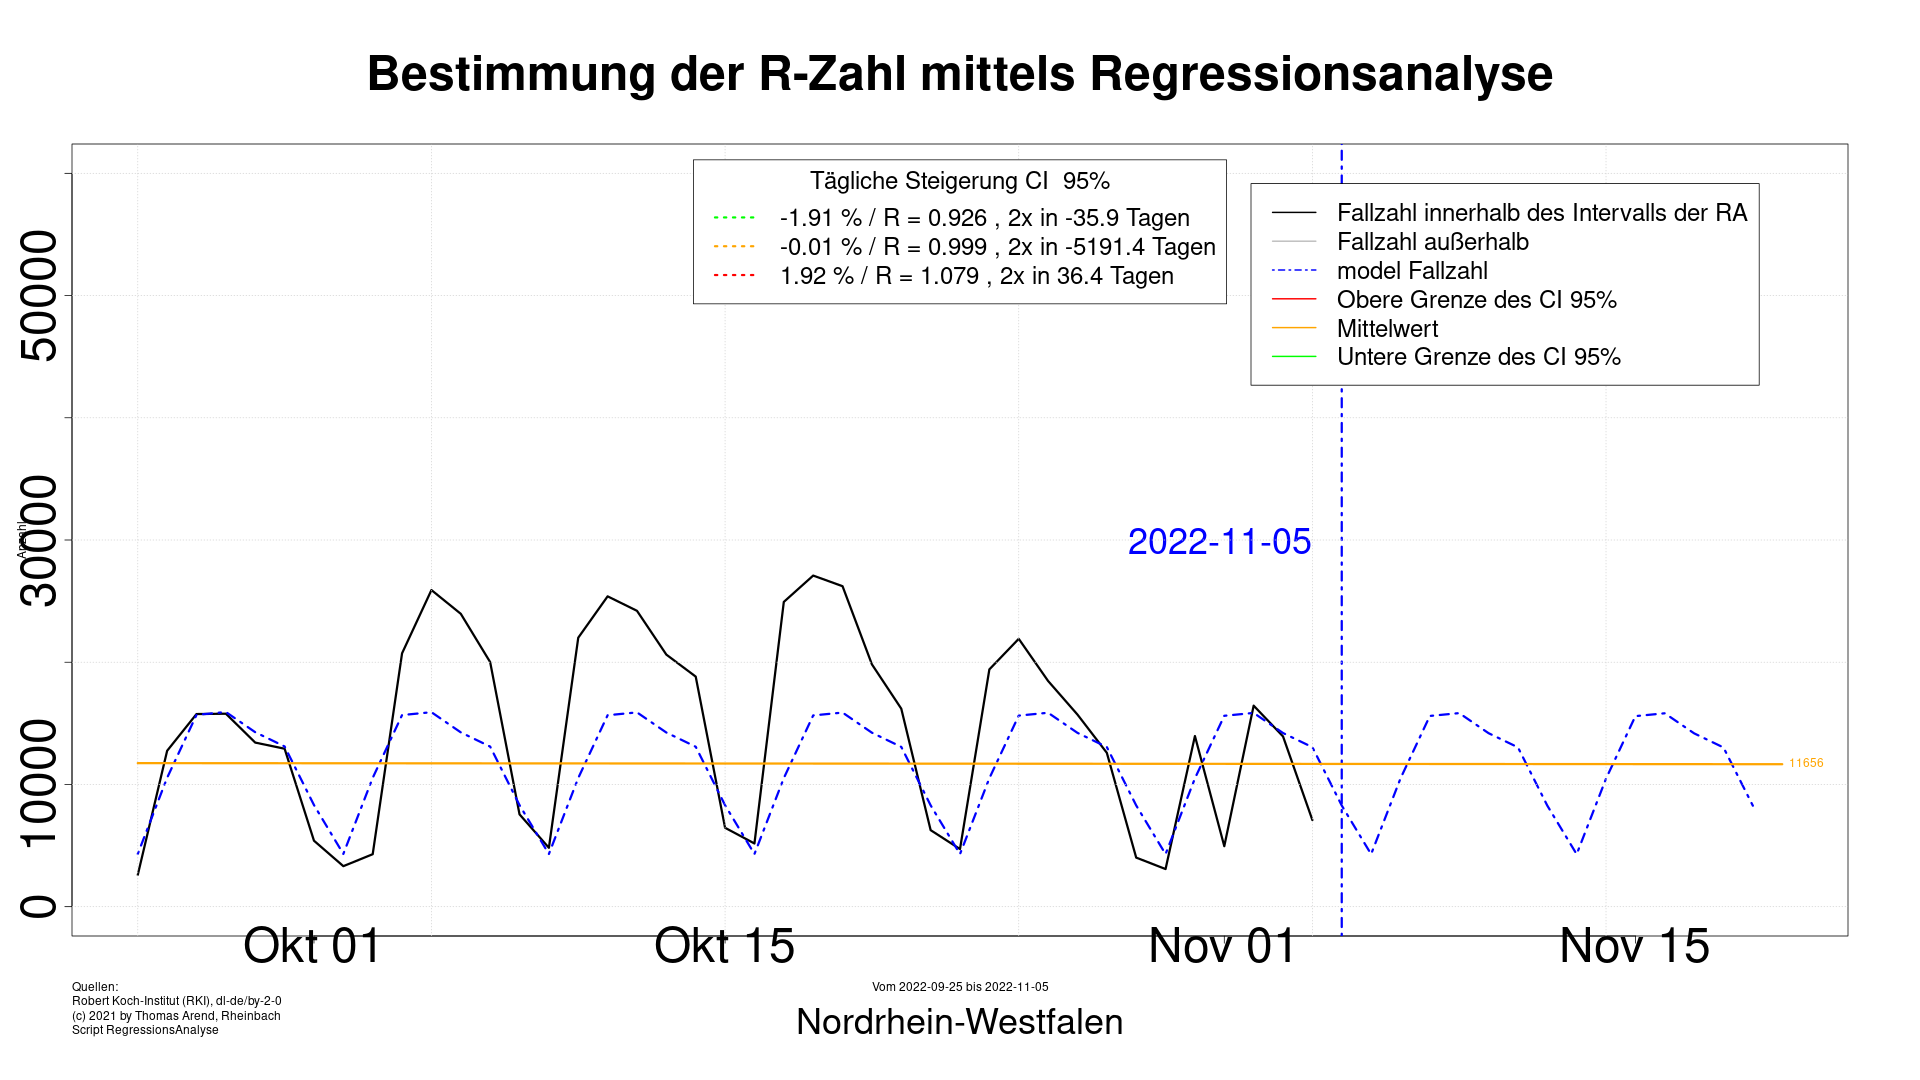 Bestimmung der R-Zahl mittels Regressionsanalyse
Tägliche Steigerung CI  95%
-1.91 % / R = 0.926 , 2x in -35.9 Tagen
-0.01 % / R = 0.999 , 2x in -5191.4 Tagen
1.92 % / R = 1.079 , 2x in 36.4 Tagen
Fallzahl innerhalb des Intervalls der RA
Fallzahl außerhalb
model Fallzahl
Obere Grenze des CI 95%
Mittelwert
Untere Grenze des CI 95%
50000
30000
10000
0
Anzahl
2022-11-05
11656
Okt 01
Okt 15
Nov 01
Nov 15
Quellen:
Robert Koch-Institut (RKI), dl-de/by-2-0
(c) 2021 by Thomas Arend, Rheinbach
Script RegressionsAnalyse
Vom 2022-09-25 bis 2022-11-05
Nordrhein-Westfalen